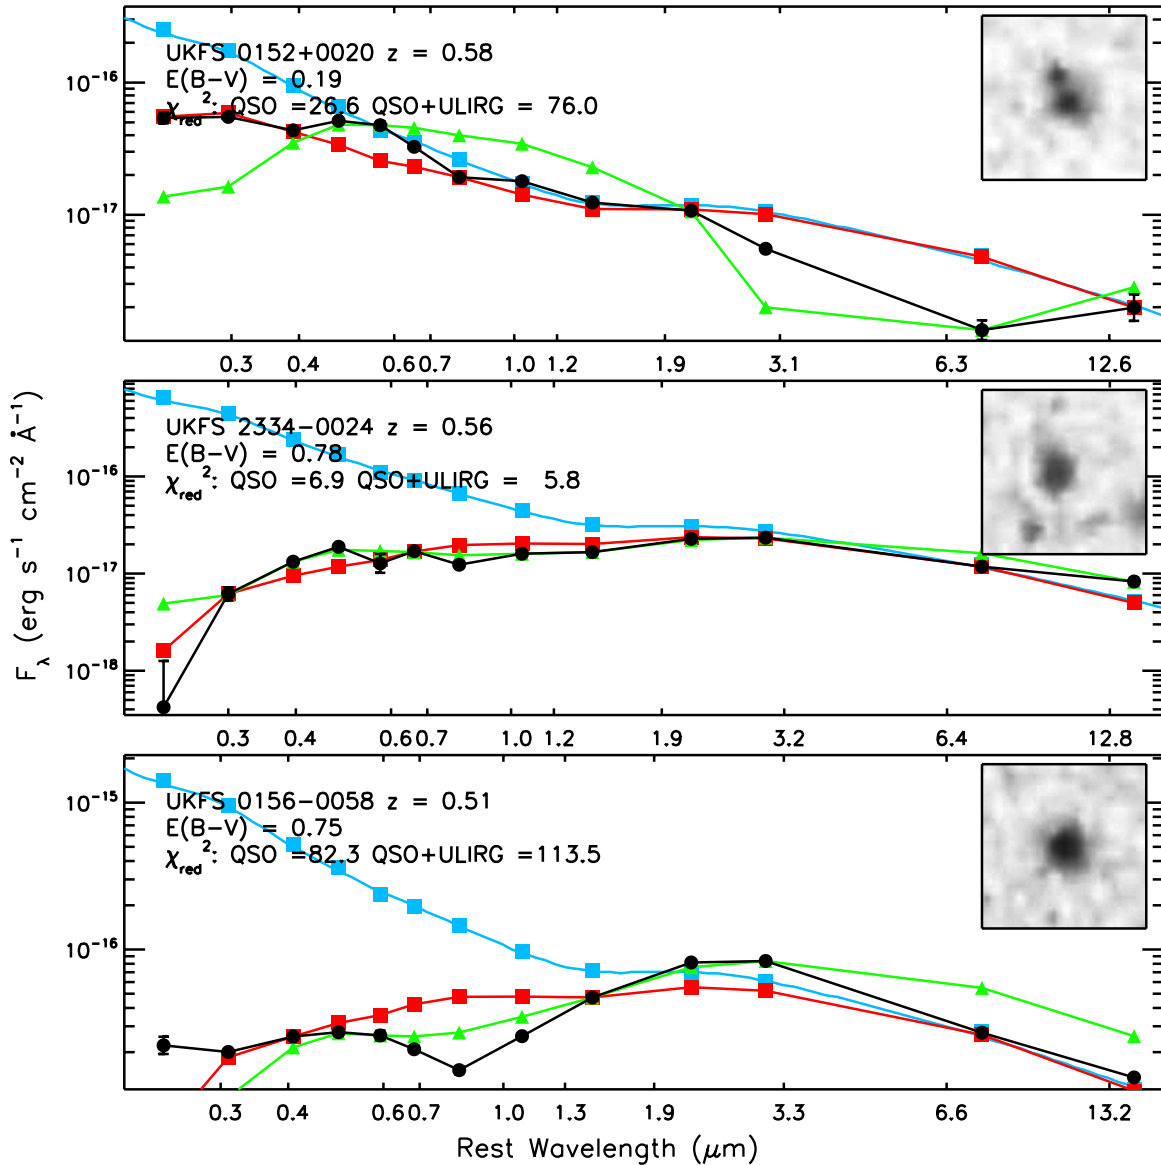 UKFS 0152+0020 z = 0.58
E(B−V) = 0.19
χred²: QSO =26.6 QSO+ULIRG = 76.0
10⁻¹⁶
10⁻¹⁷
0.3 0.4 0.6 0.7 1.0 1.2 1.9 3.1 6.3 12.6
UKFS 2334−0024 z = 0.56
E(B−V) = 0.78
χred²: QSO =6.9 QSO+ULIRG = 5.8
10⁻¹⁶
10⁻¹⁷
10⁻¹⁸
Fλ (erg s⁻¹ cm⁻² Å⁻¹)
0.3 0.4 0.6 0.7 1.0 1.2 1.9 3.2 6.4 12.8
UKFS 0156−0058 z = 0.51
E(B−V) = 0.75
χred²: QSO =82.3 QSO+ULIRG =113.5
10⁻¹⁵
10⁻¹⁶
0.3 0.4 0.6 0.7 1.0 1.3 1.9 3.3 6.6 13.2
Rest Wavelength (μm)